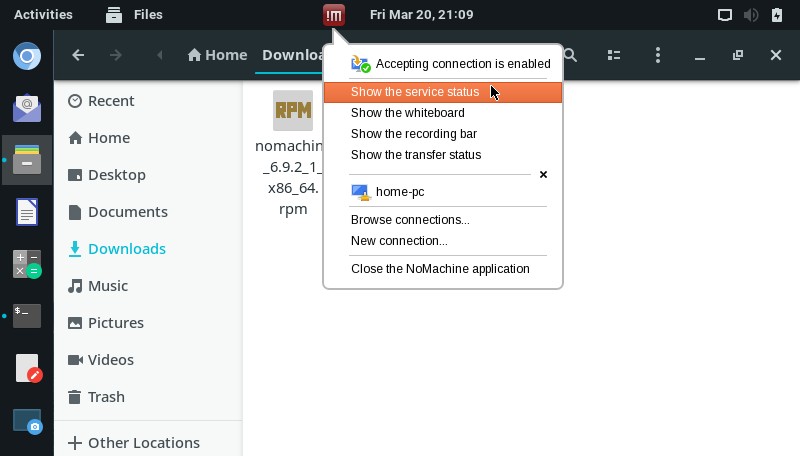 Activities
Files
!M
Fri Mar 20, 21:09
Home
Downloa
Accepting connection is enabled
Show the service status
Show the whiteboard
Show the recording bar
Show the transfer status
home-pc
Browse connections...
New connection...
Close the NoMachine application
Recent
Home
Desktop
Documents
Downloads
Music
Pictures
Videos
Trash
Other Locations
RPM
nomachin
_6.9.2_1_
x86_64.
rpm